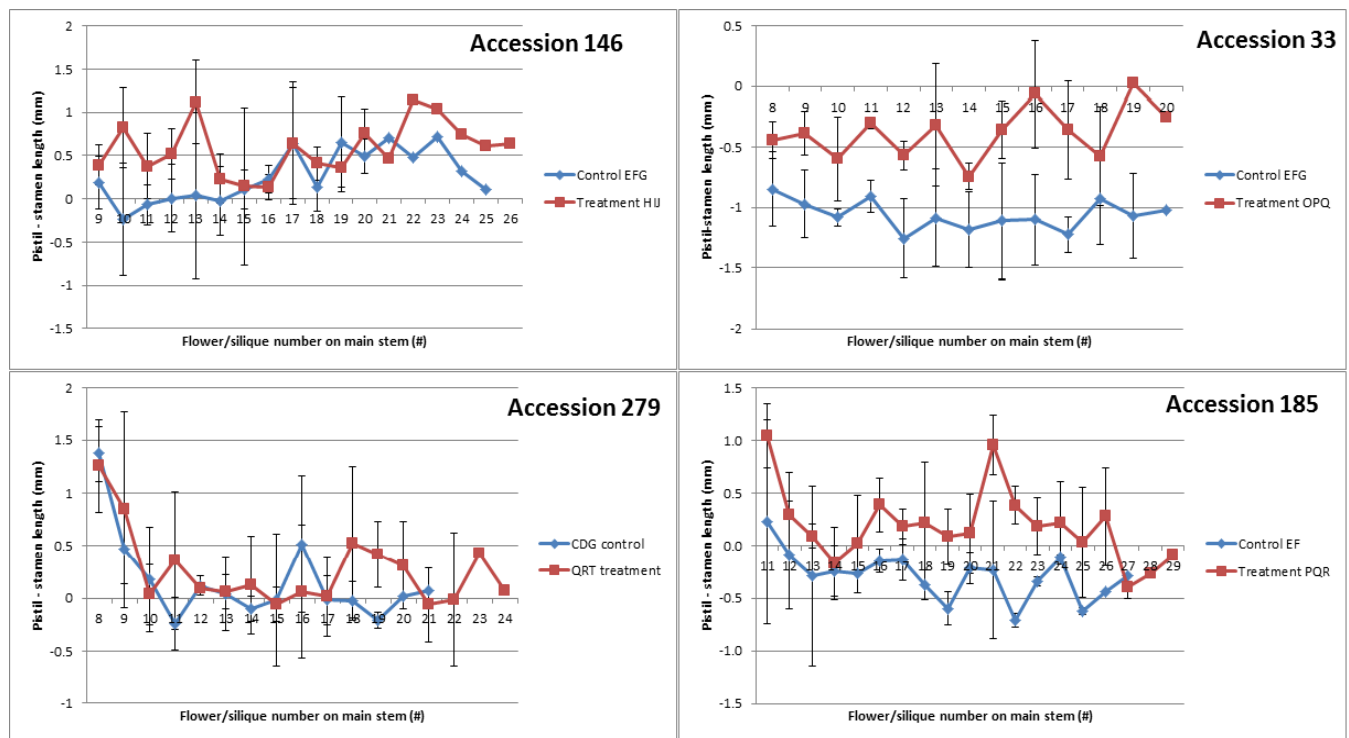 Accession 146
Pistil - stamen length (mm)
2
1.5
1
0.5
0
-0.5
-1
-1.5
9 10 11 12 13 14 15 16 17 18 19 20 21 22 23 24 25 26
Flower/silique number on main stem (#)
Control EFG
Treatment HIJ
Accession 33
Pistil-stamen length (mm)
0.5
0
-0.5
-1
-1.5
-2
8 9 10 11 12 13 14 15 16 17 18 19 20
Flower/silique number on main stem (#)
Control EFG
Treatment OPQ
Accession 279
Pistil - stamen length (mm)
2
1.5
1
0.5
0
-0.5
-1
8 9 10 11 12 13 14 15 16 17 18 19 20 21 22 23 24
Flower/silique number on main stem (#)
CDG control
QRT treatment
Accession 185
Pistil - stamen length (mm)
1.5
1.0
0.5
0.0
-0.5
-1.0
-1.5
11 12 13 14 15 16 17 18 19 20 21 22 23 24 25 26 27 28 29
Flower/silique number on main stem (#)
Control EF
Treatment PQR